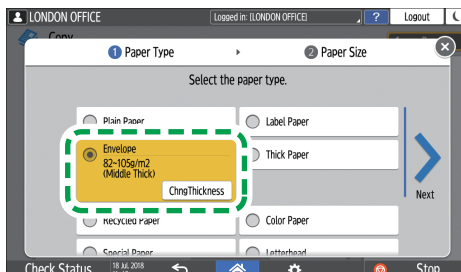 LONDON OFFICE
Logged in: [LONDON OFFICE]
?
Logout
Copy
1 Paper Type
2 Paper Size
Select the paper type.
Plain Paper
Label Paper
Envelope
82~105g/m2
(Middle Thick)
ChngThickness
Thick Paper
Next
Recycled Paper
Color Paper
Special Paper
Letterhead
Check Status
18 Jul. 2018
Stop